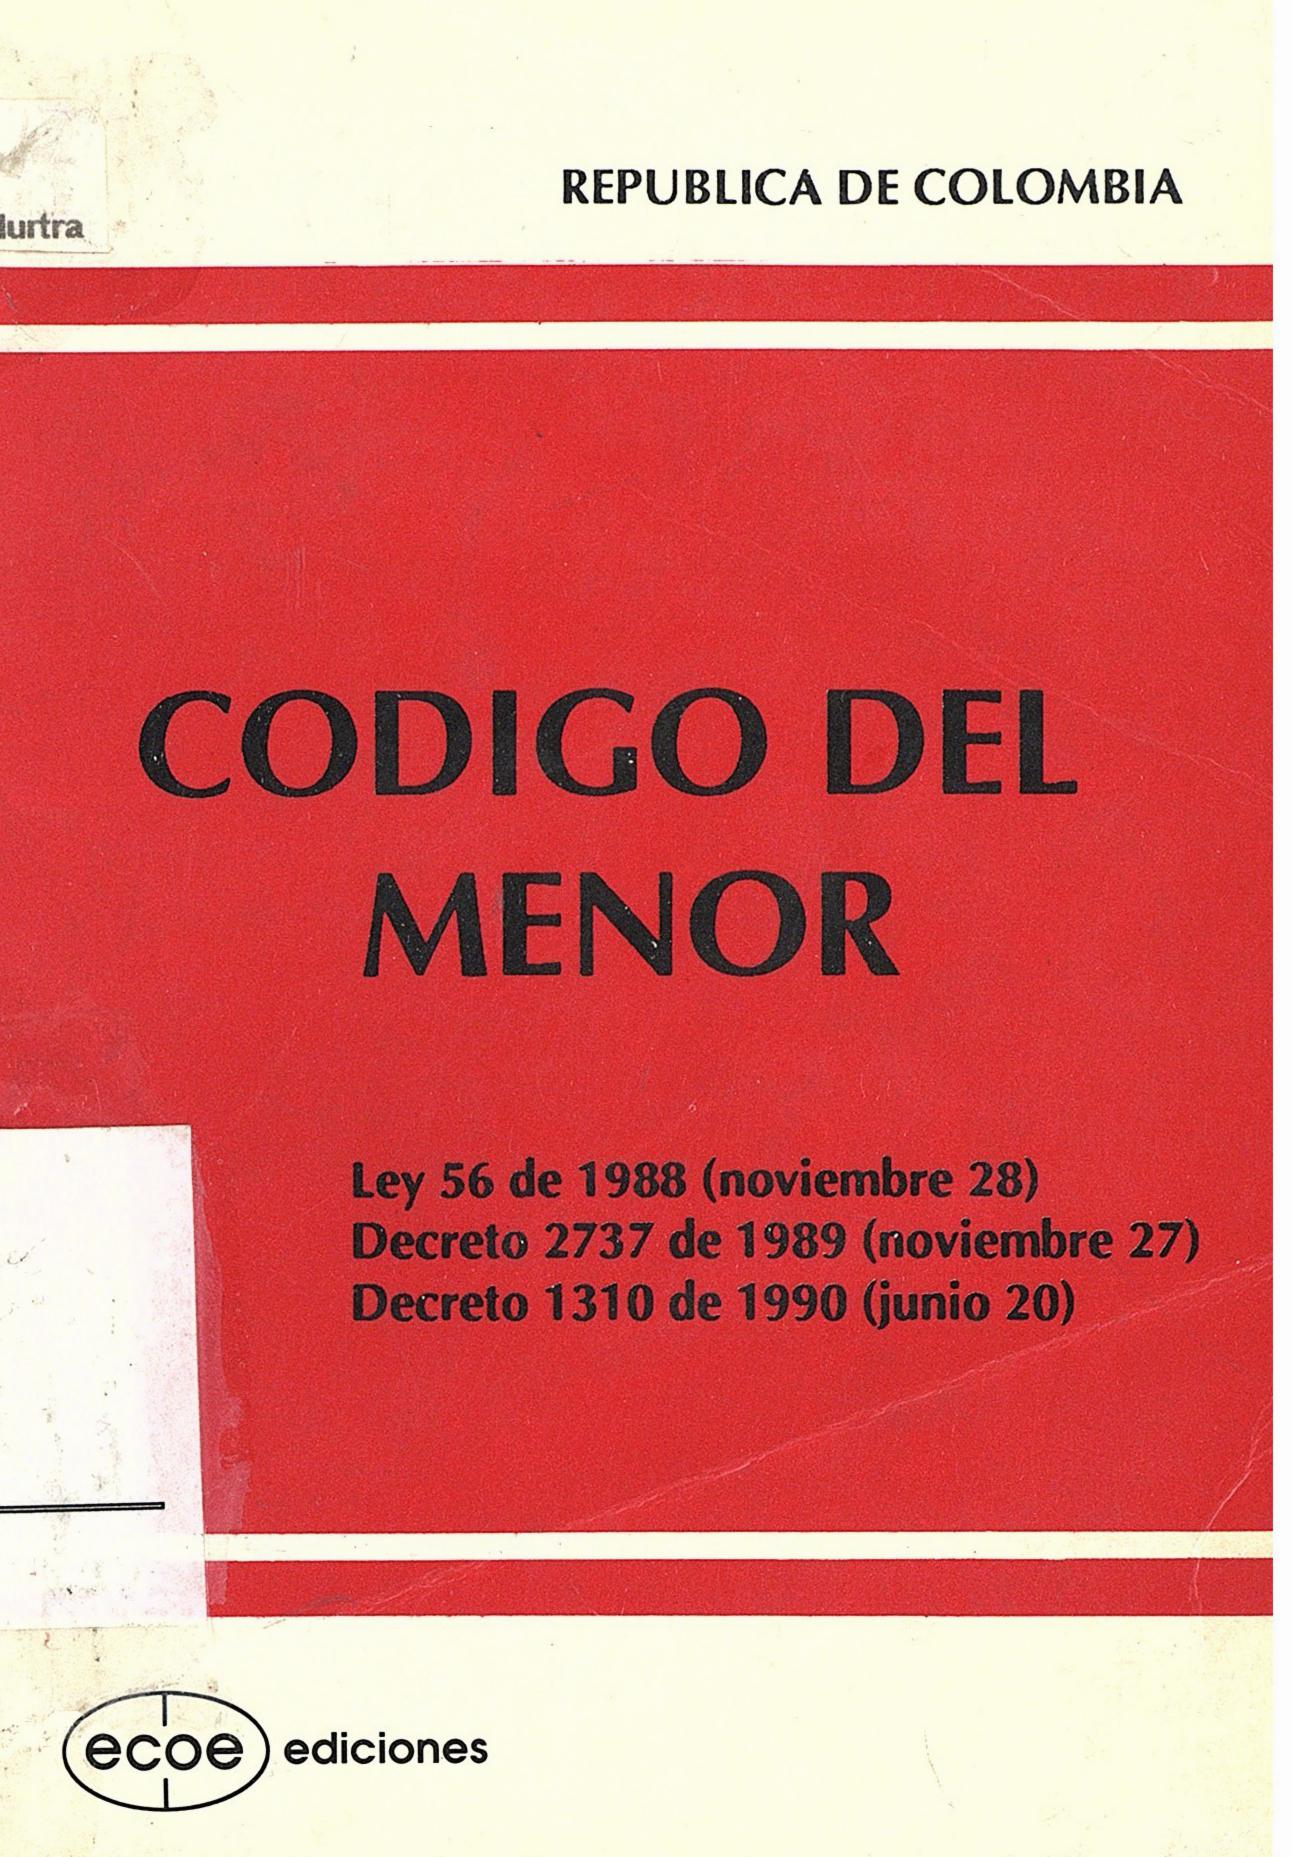 REPUBLICA DE COLOMBIA
CODIGO DEL
MENOR
Ley 56 de 1988 (noviembre 28)
Decreto 2737 de 1989 (noviembre 27)
Decreto 1310 de 1990 (junio 20)
ecoe ediciones